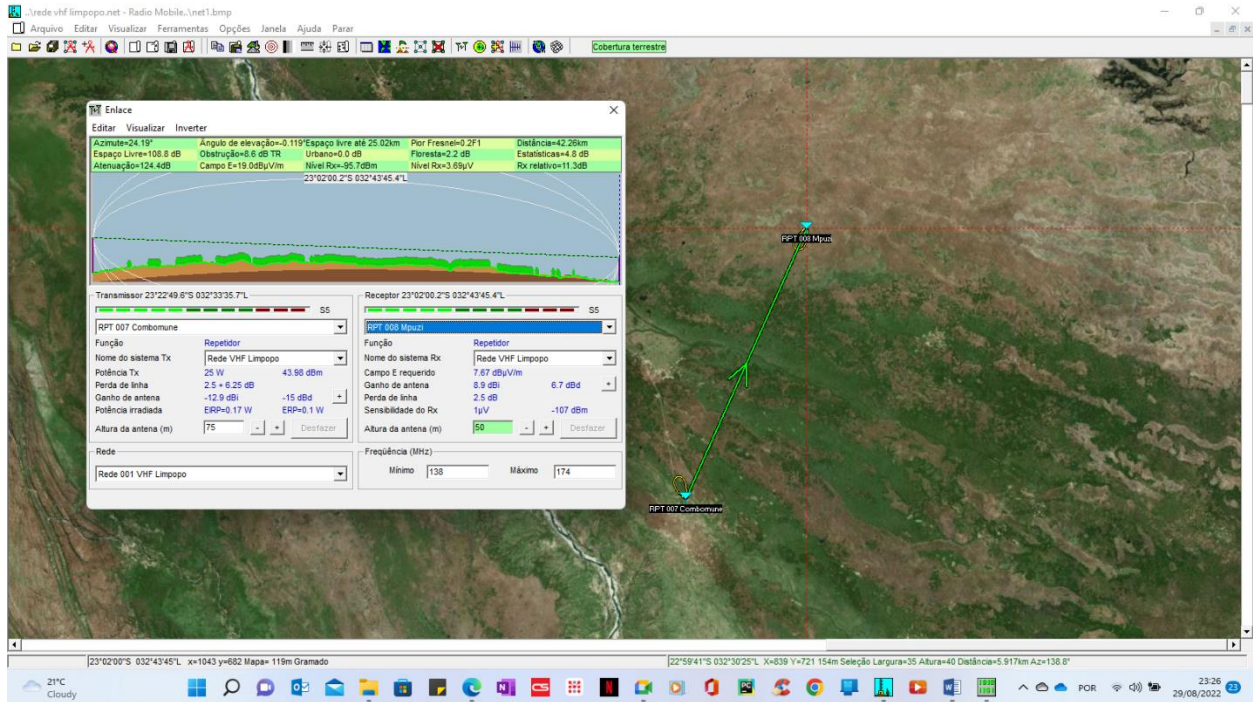 ..\rede vhf limpopo.net - Radio Mobile..\net1.bmp
Arquivo Editar Visualizar Ferramentas Opções Janela Ajuda Parar
Cobertura terrestre
Enlace
Editar Visualizar Inverter
Azimute=24.19° Ângulo de elevação=-0.119° Espaço livre até 25.02km Pior Fresnel=0.2F1 Distância=42.26km
Espaço Livre=108.8 dB Obstrução=8.6 dB TR Urbano=0.0 dB Floresta=2.2 dB Estatísticas=4.8 dB
Atenuação=124.4dB Campo E=19.0dBµV/m Nível Rx=-95.7dBm Nível Rx=3.69µV Rx relativo=11.3dB
23°02'00.2"S 032°43'45.4"L
Transmissor 23°22'49.6"S 032°33'35.7"L Receptor 23°02'00.2"S 032°43'45.4"L
S5 S5
RPT 007 Combomune RPT 008 Mpuzi
Função Repetidor Função Repetidor
Nome do sistema Tx Rede VHF Limpopo Nome do sistema Rx Rede VHF Limpopo
Potência Tx 25 W 43.98 dBm Campo E requerido 7.67 dBµV/m
Perda de linha 2.5 + 6.25 dB Ganho de antena 8.9 dBi 6.7 dBd +
Ganho de antena -12.9 dBi -15 dBd + Perda de linha 2.5 dB
Potência irradiada EIRP=0.17 W ERP=0.1 W Sensibilidade do Rx 1µV -107 dBm
Altura da antena (m) 75 - + Desfazer Altura da antena (m) 50 - + Desfazer
Rede Freqüência (MHz)
Rede 001 VHF Limpopo Mínimo 138 Máximo 174
RPT 008 Mpuzi
RPT 007 Combomune
23°02'00"S 032°43'45"L x=1043 y=682 Mapa= 119m Gramado 22°59'41"S 032°30'25"L X=839 Y=721 154m Seleção Largura=35 Altura=40 Distância=5.917km Az=138.8°
21°C
Cloudy
POR
23:26
29/08/2022
23